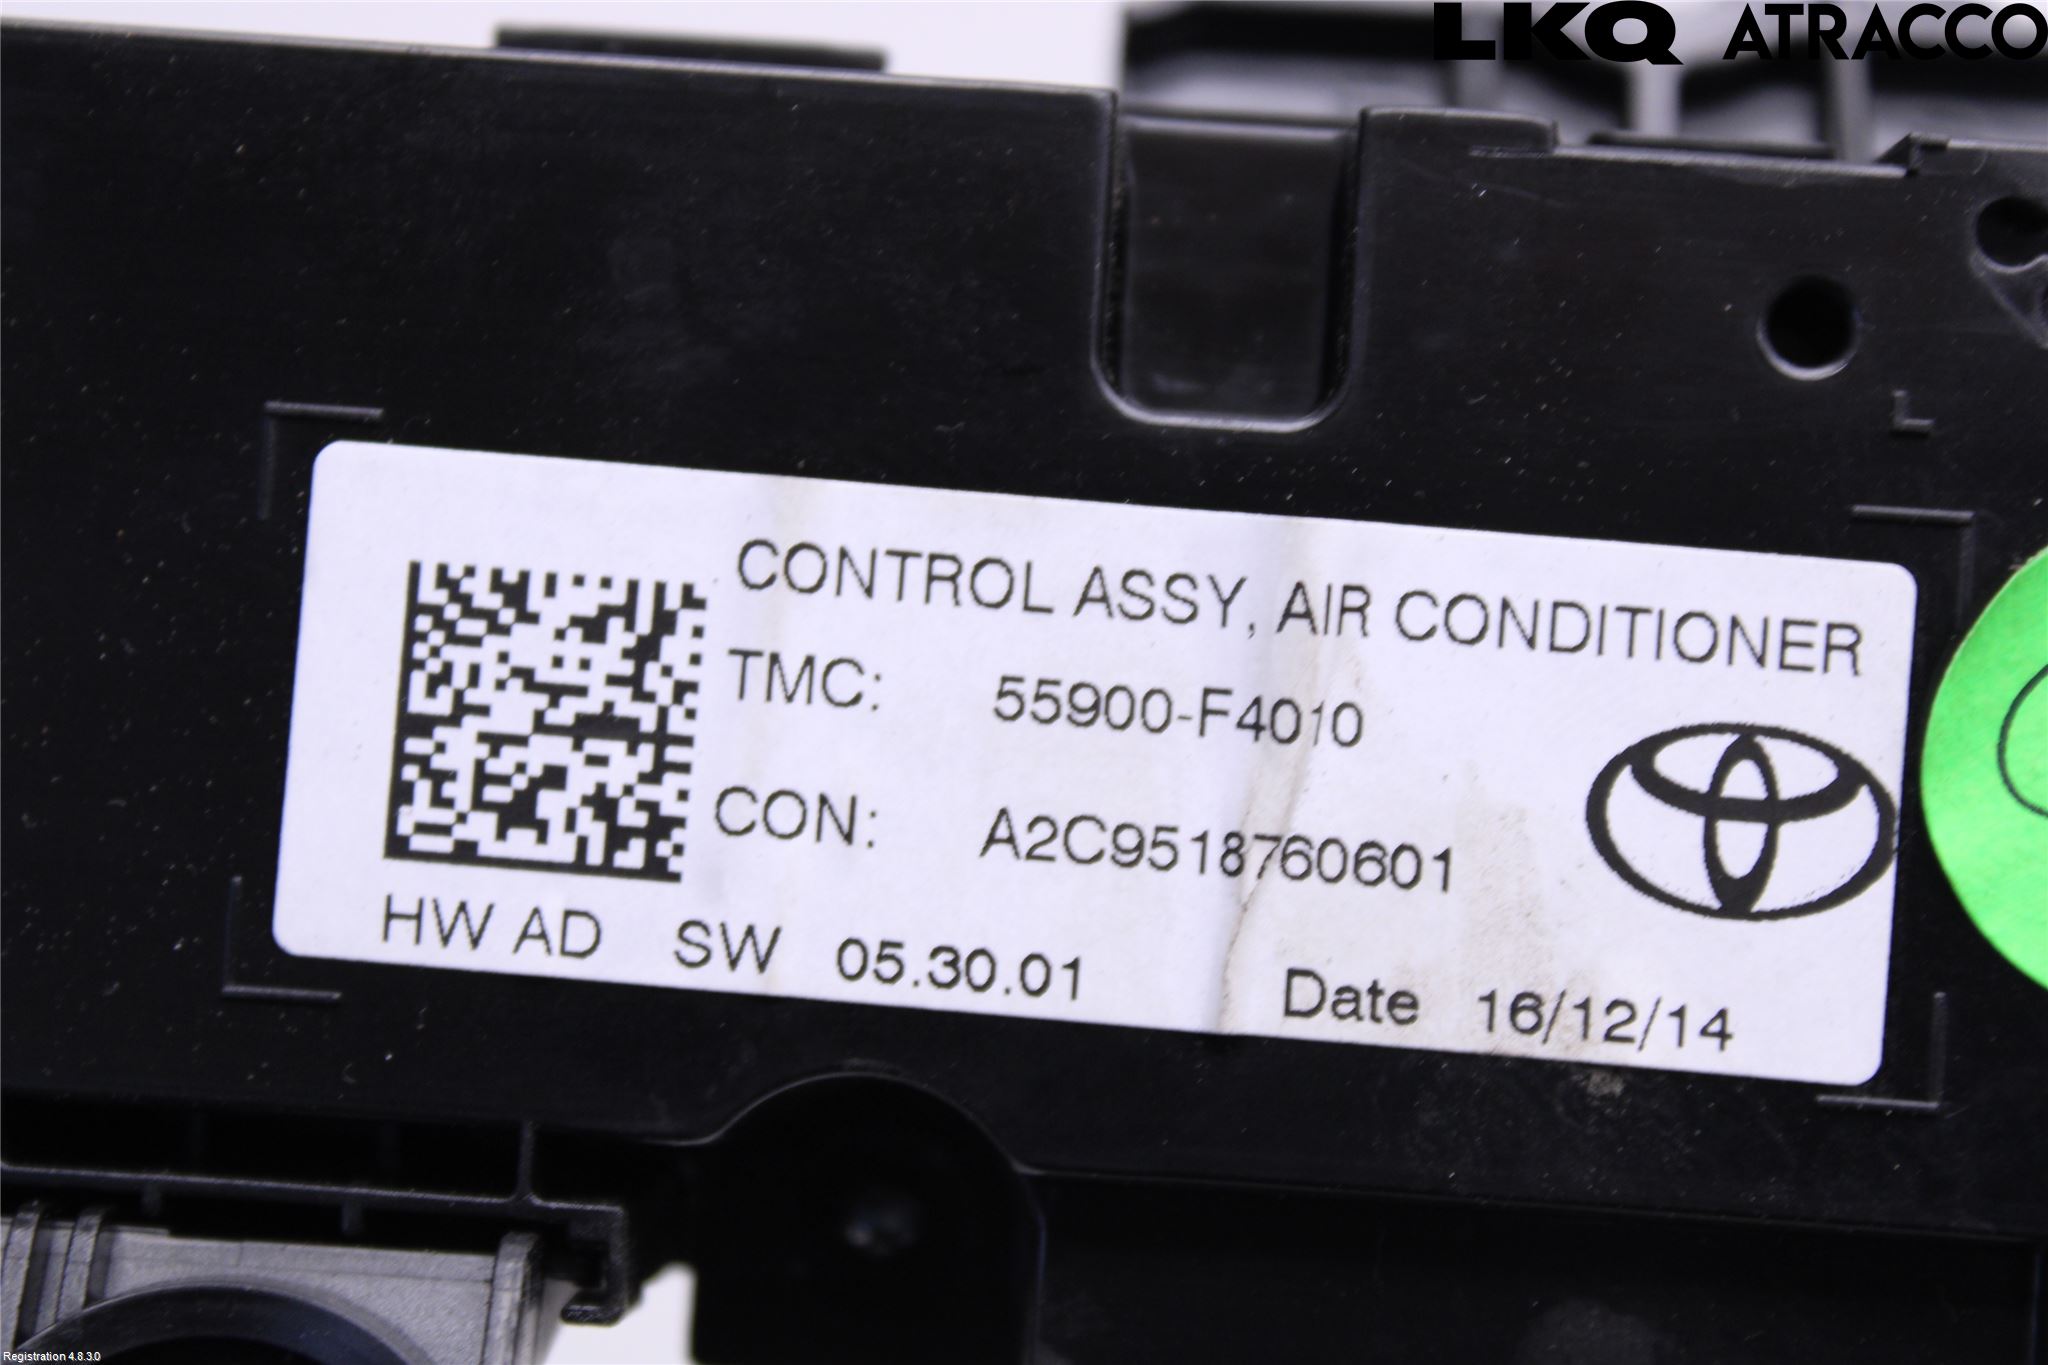 LKQ ATRACCO
CONTROL ASSY, AIR CONDITIONER
TMC: 55900-F4010
CON: A2C9518760601
HW AD SW 05.30.01 Date 16/12/14
Registration 4.8.3.0